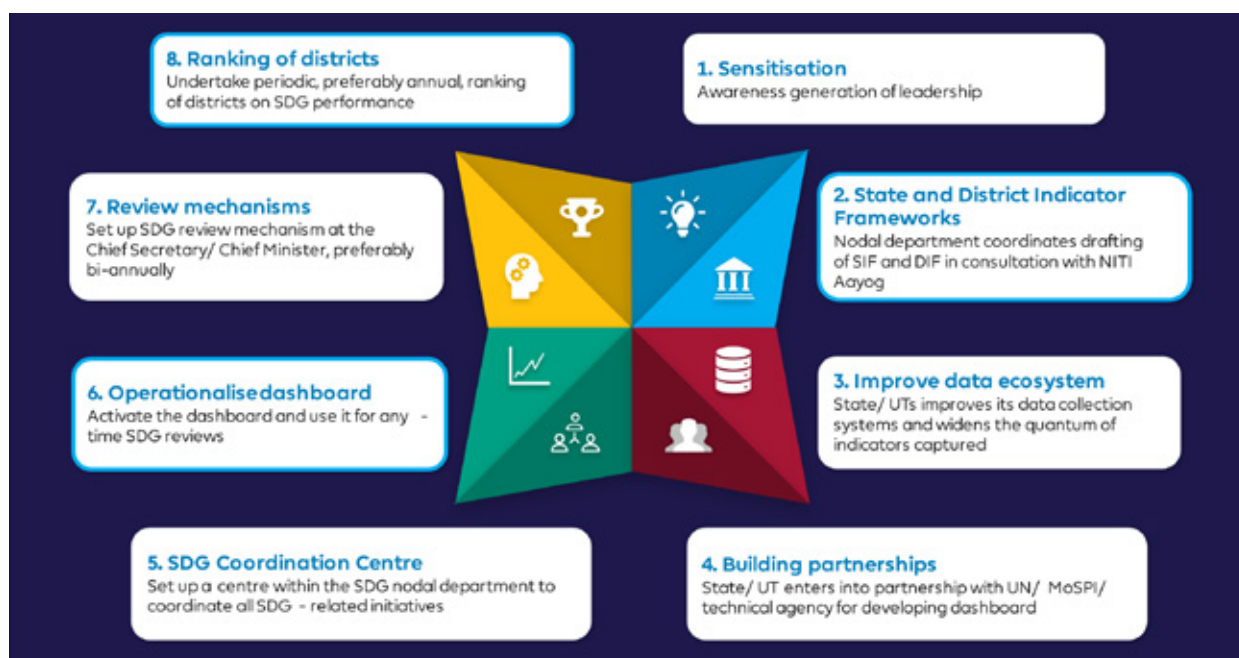 8. Ranking of districts
Undertake periodic, preferably annual, ranking
of districts on SDG performance
1. Sensitisation
Awareness generation of leadership
7. Review mechanisms
Set up SDG review mechanism at the
Chief Secretary/ Chief Minister, preferably
bi-annually
2. State and District Indicator
Frameworks
Nodal department coordinates drafting
of SIF and DIF in consultation with NITI
Aayog
6. Operationalisedashboard
Activate the dashboard and use it for any -
time SDG reviews
3. Improve data ecosystem
State/ UTs improves its data collection
systems and widens the quantum of
indicators captured
5. SDG Coordination Centre
Set up a centre within the SDG nodal department to
coordinate all SDG - related initiatives
4. Building partnerships
State/ UT enters into partnership with UN/ MoSPI/
technical agency for developing dashboard